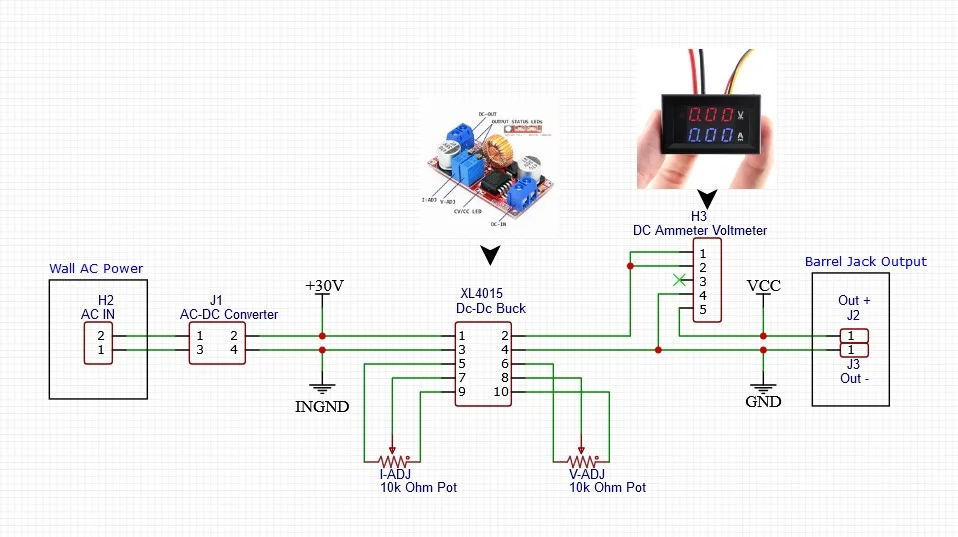 DC-OUT
OUTPUT STATUS LEDs
I-ADJ
V-ADJ
CV/CC LED
DC-IN
0.00 V
0.00 A
H3
DC Ammeter Voltmeter
1
2
3
4
5
Wall AC Power
H2
AC IN
2
1
J1
AC-DC Converter
1 2
3 4
+30V
INGND
XL4015
Dc-Dc Buck
1 2
3 4
5 6
7 8
9 10
I-ADJ
10k Ohm Pot
V-ADJ
10k Ohm Pot
VCC
GND
Barrel Jack Output
Out +
J2
1
1
J3
Out -